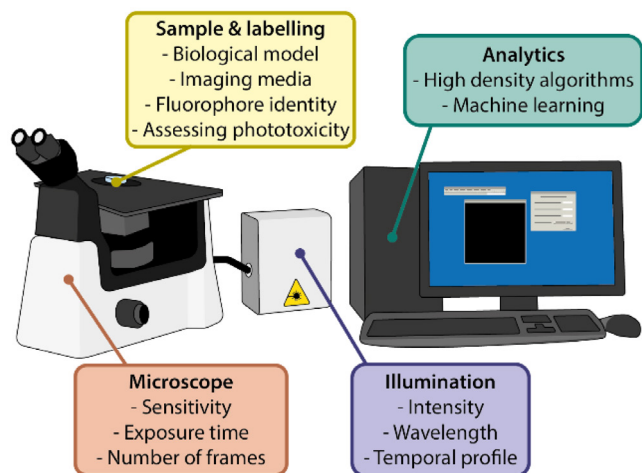 Sample & labelling
- Biological model
- Imaging media
- Fluorophore identity
- Assessing phototoxicity
Analytics
- High density algorithms
- Machine learning
Microscope
- Sensitivity
- Exposure time
- Number of frames
Illumination
- Intensity
- Wavelength
- Temporal profile